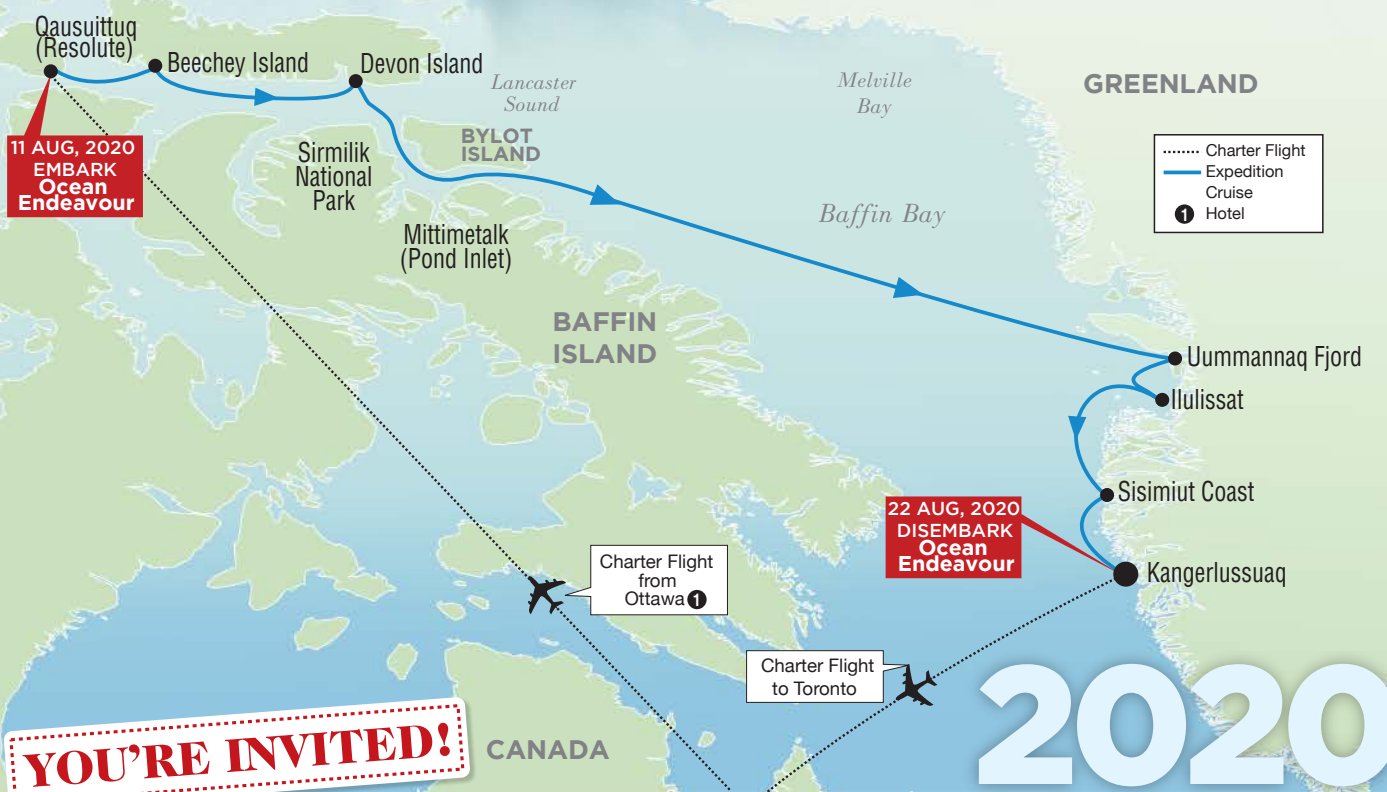 Qausuittuq
(Resolute)
Beechey Island
Devon Island
Lancaster
Sound
Melville
Bay
GREENLAND
11 AUG, 2020
EMBARK
Ocean
Endeavour
Sirmilik
National
Park
BYLOT
ISLAND
Charter Flight
Expedition
Cruise
1 Hotel
Mittimetalk
(Pond Inlet)
Baffin Bay
BAFFIN
ISLAND
Uummannaq Fjord
Ilulissat
Sisimiut Coast
22 AUG, 2020
DISEMBARK
Ocean
Endeavour
Kangerlussuaq
Charter Flight
from
Ottawa 1
Charter Flight
to Toronto
YOU'RE INVITED!
CANADA
2020